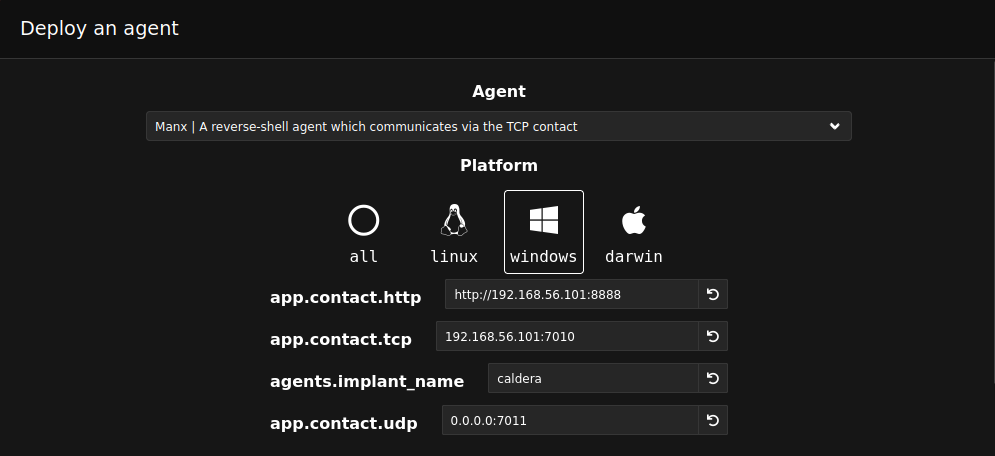 Deploy an agent
Agent
Manx | A reverse-shell agent which communicates via the TCP contact
Platform
all linux windows darwin
app.contact.http http://192.168.56.101:8888
app.contact.tcp 192.168.56.101:7010
agents.implant_name caldera
app.contact.udp 0.0.0.0:7011